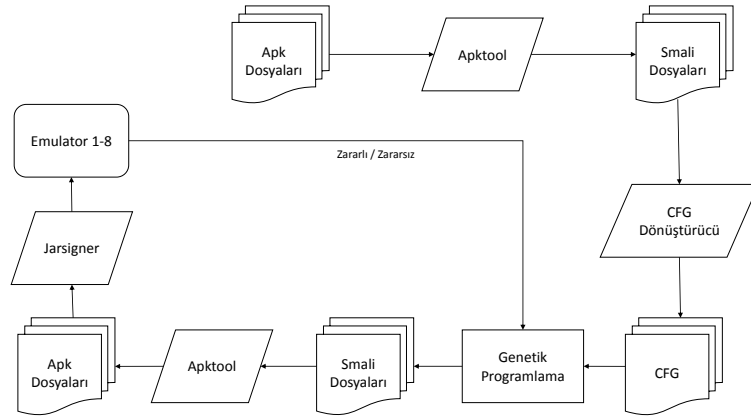 Apk
Dosyaları
Apktool
Smali
Dosyaları
Emulator 1-8
Zararlı / Zararsız
CFG
Dönüştürücü
Jarsigner
Apk
Dosyaları
Apktool
Smali
Dosyaları
Genetik
Programlama
CFG